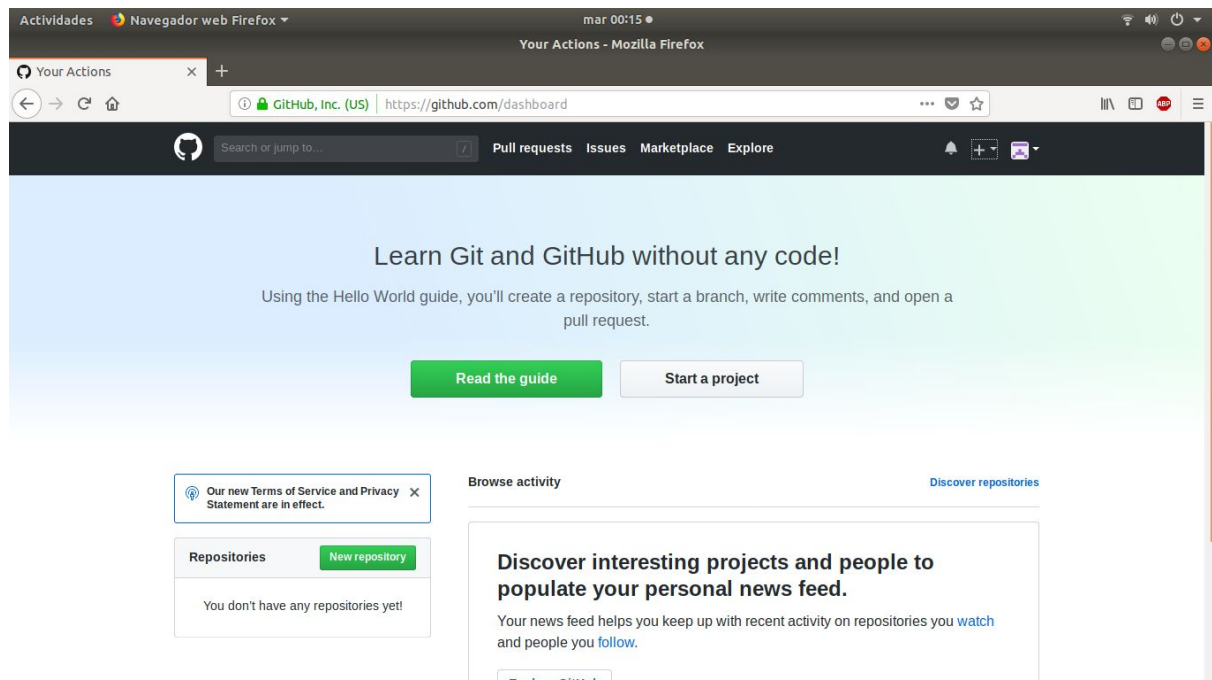 Actividades Navegador web Firefox mar 00:15
Your Actions - Mozilla Firefox
Your Actions
GitHub, Inc. (US) https://github.com/dashboard ABP
Search or jump to... / Pull requests Issues Marketplace Explore
Learn Git and GitHub without any code!
Using the Hello World guide, you'll create a repository, start a branch, write comments, and open a
pull request.
Read the guide Start a project
Our new Terms of Service and Privacy
Statement are in effect.
Repositories New repository
You don't have any repositories yet!
Browse activity Discover repositories
Discover interesting projects and people to
populate your personal news feed.
Your news feed helps you keep up with recent activity on repositories you watch
and people you follow.